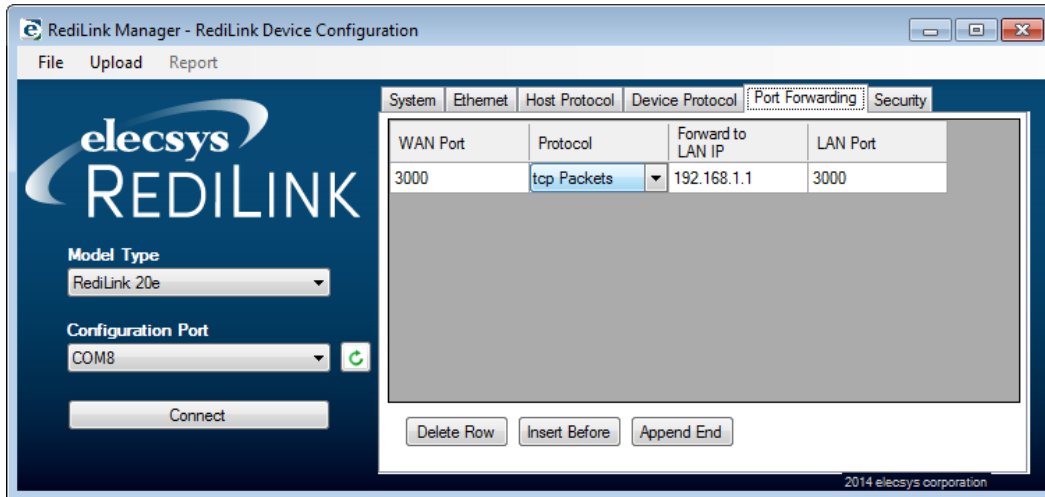 RediLink Manager - RediLink Device Configuration
File Upload Report
elecsys
REDILINK
Model Type
RediLink 20e
Configuration Port
COM8
Connect
System Ethernet Host Protocol Device Protocol Port Forwarding Security
WAN Port Protocol Forward to LAN IP LAN Port
3000 tcp Packets 192.168.1.1 3000
Delete Row Insert Before Append End
2014 elecsys corporation